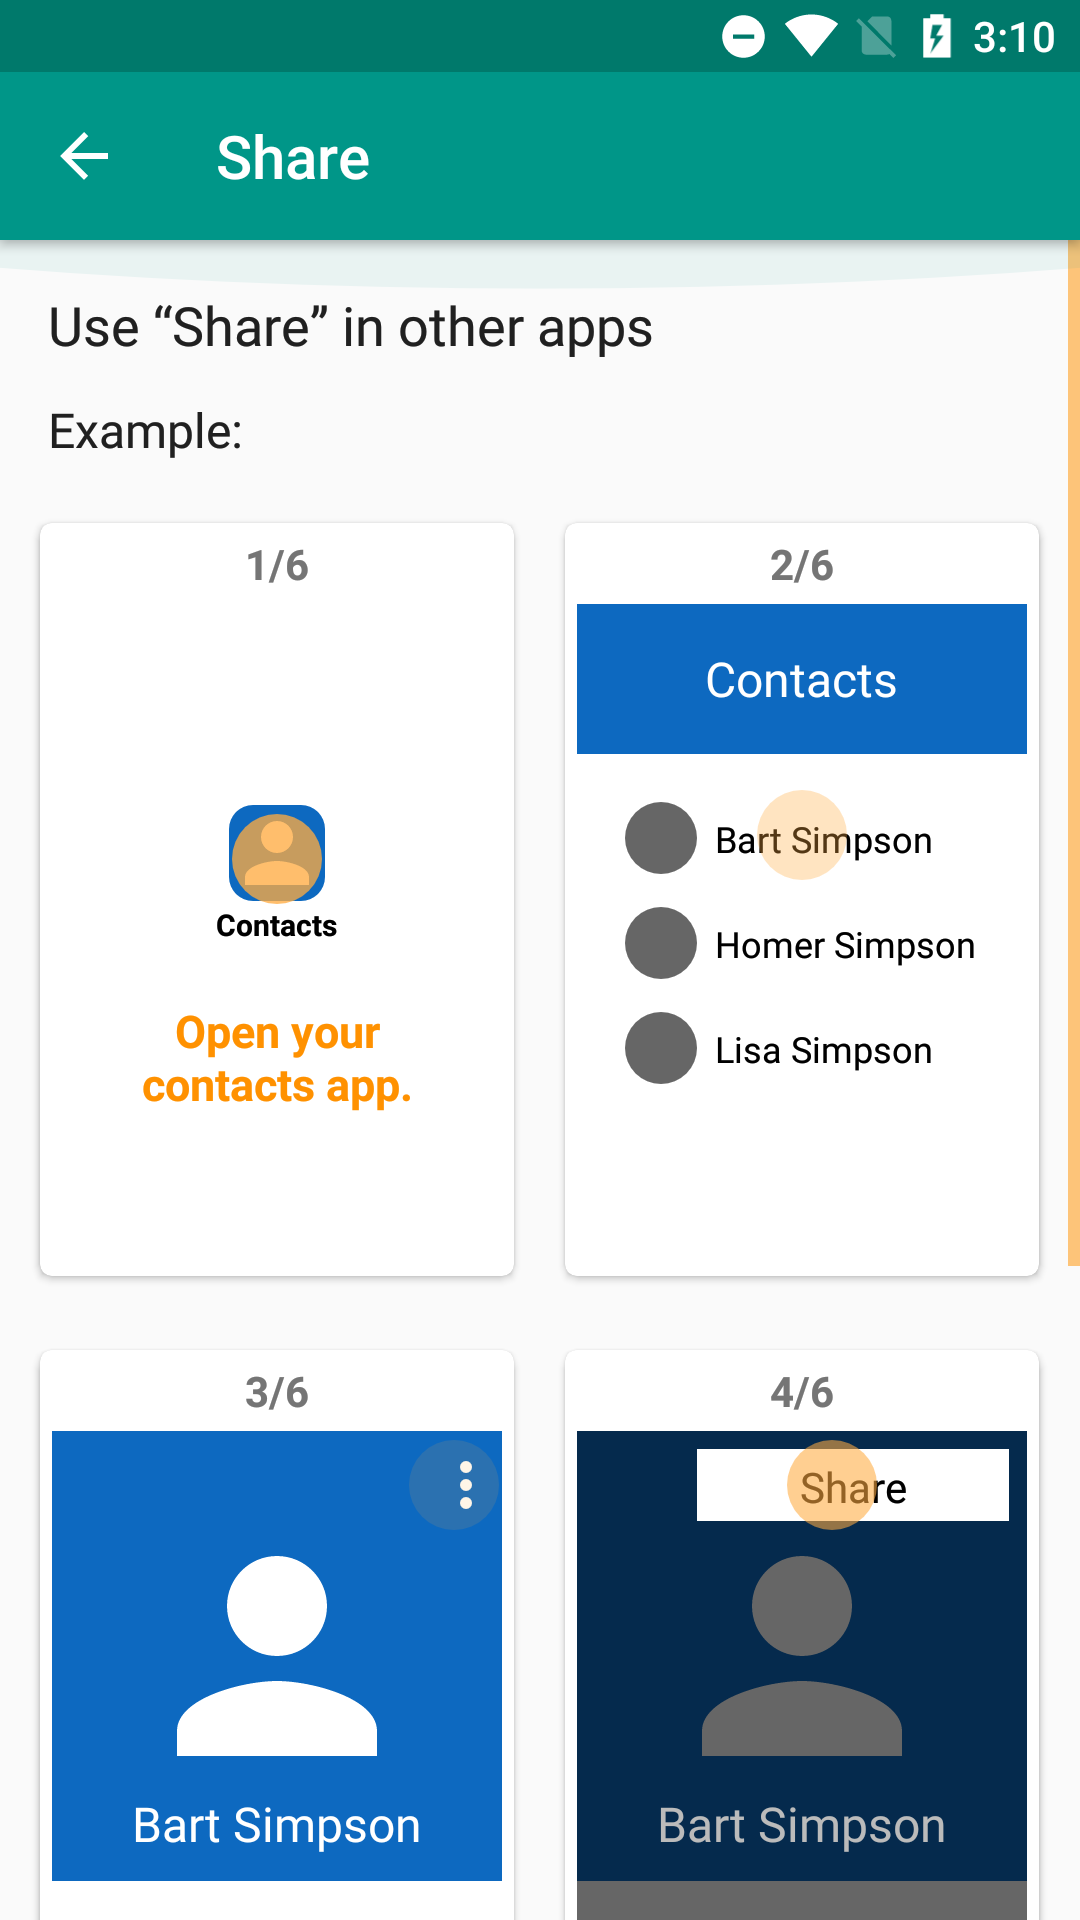 3:10
Share
Use “Share” in other apps
Example:
1/6
Contacts
Open your
contacts app.
2/6
Contacts
Bart Simpson
Homer Simpson
Lisa Simpson
3/6
Bart Simpson
4/6
Share
Bart Simpson